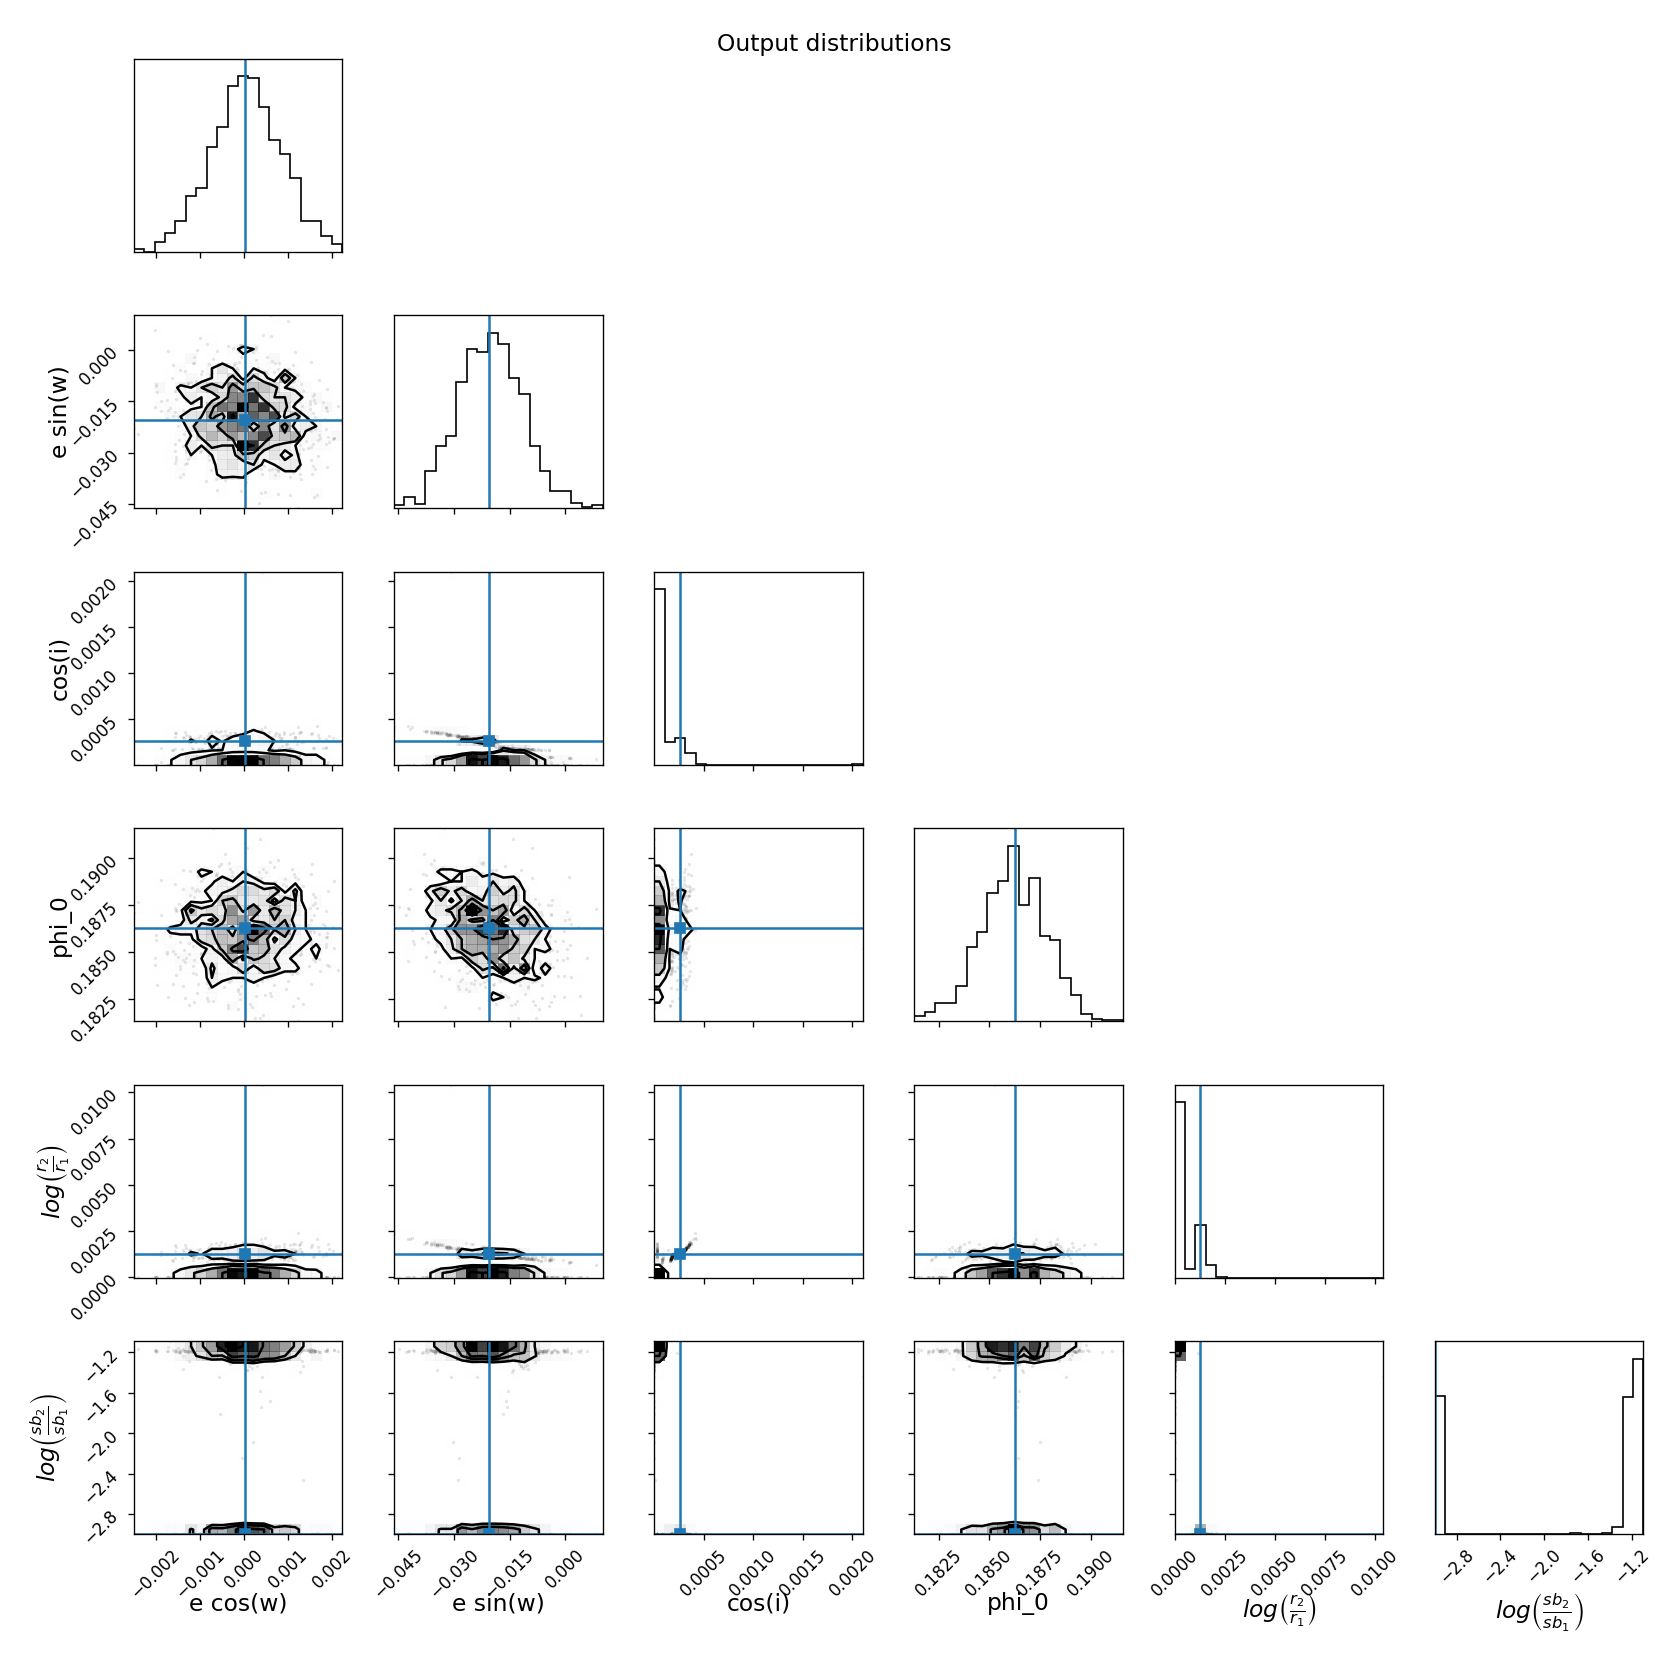 Output distributions
e sin(w)
0.000
−0.015
−0.030
−0.045
cos(i)
0.0020
0.0015
0.0010
0.0005
phi_0
0.1900
0.1875
0.1850
0.1825
log(r₂/r₁)
0.0100
0.0075
0.0050
0.0025
0.0000
log(sb₂/sb₁)
−1.2
−1.6
−2.0
−2.4
−2.8
−0.002 −0.001 0.000 0.001 0.002
−0.045 −0.030 −0.015 0.000
0.0005 0.0010 0.0015 0.0020
0.1825 0.1850 0.1875 0.1900
0.0000 0.0025 0.0050 0.0075 0.0100
−2.8 −2.4 −2.0 −1.6 −1.2
e cos(w) e sin(w) cos(i) phi_0 log(r₂/r₁) log(sb₂/sb₁)